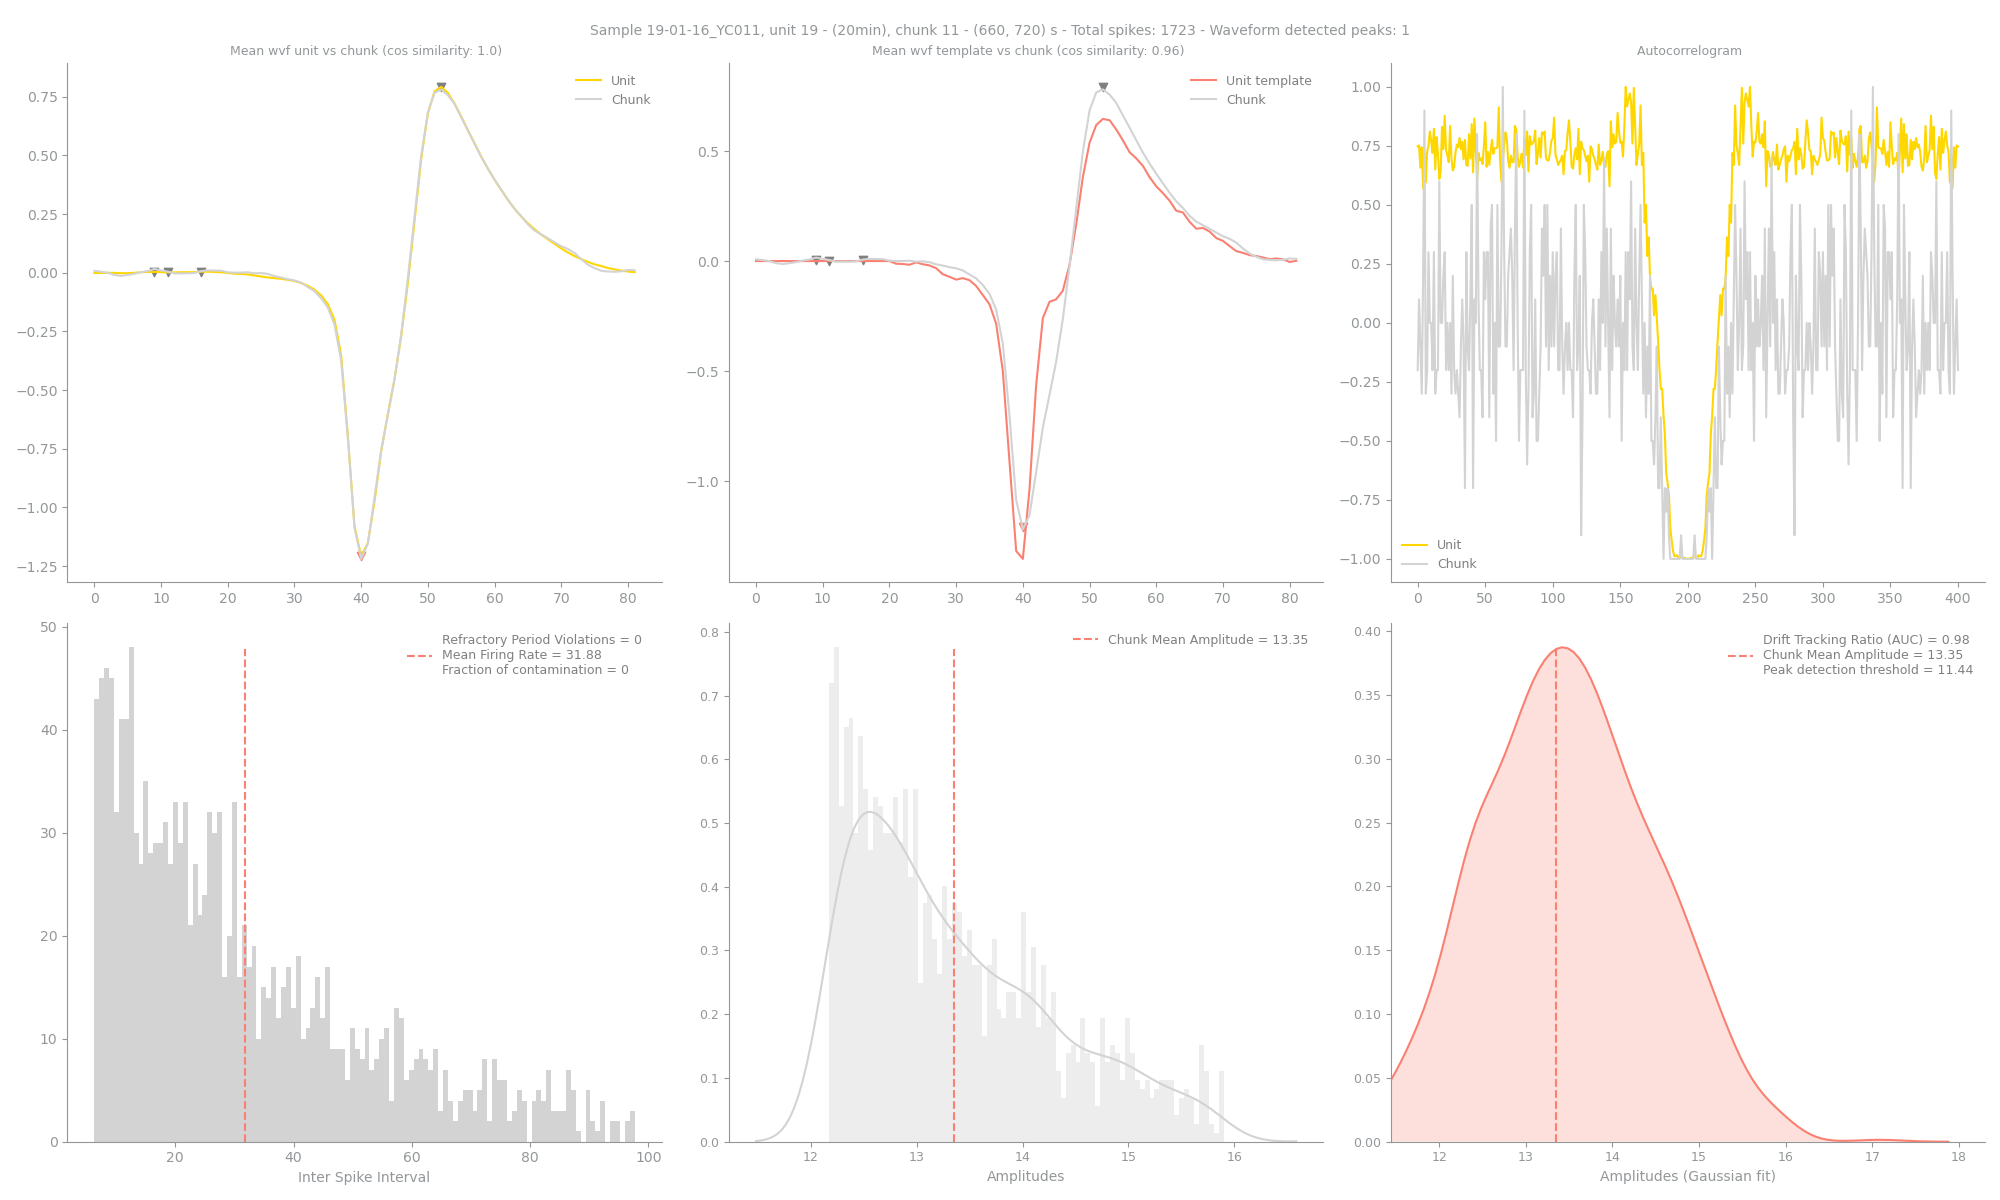 Sample 19-01-16_YC011, unit 19 - (20min), chunk 11 - (660, 720) s - Total spikes: 1723 - Waveform detected peaks: 1
Mean wvf unit vs chunk (cos similarity: 1.0)
Unit
Chunk
0.75
0.50
0.25
0.00
−0.25
−0.50
−0.75
−1.00
−1.25
0 10 20 30 40 50 60 70 80
Mean wvf template vs chunk (cos similarity: 0.96)
Unit template
Chunk
0.5
0.0
−0.5
−1.0
0 10 20 30 40 50 60 70 80
Autocorrelogram
1.00
0.75
0.50
0.25
0.00
−0.25
−0.50
−0.75
−1.00
Unit
Chunk
0 50 100 150 200 250 300 350 400
50
40
30
20
10
0
Refractory Period Violations = 0
Mean Firing Rate = 31.88
Fraction of contamination = 0
20 40 60 80 100
Inter Spike Interval
0.8
0.7
0.6
0.5
0.4
0.3
0.2
0.1
0.0
Chunk Mean Amplitude = 13.35
12 13 14 15 16
Amplitudes
0.40
0.35
0.30
0.25
0.20
0.15
0.10
0.05
0.00
Drift Tracking Ratio (AUC) = 0.98
Chunk Mean Amplitude = 13.35
Peak detection threshold = 11.44
12 13 14 15 16 17 18
Amplitudes (Gaussian fit)